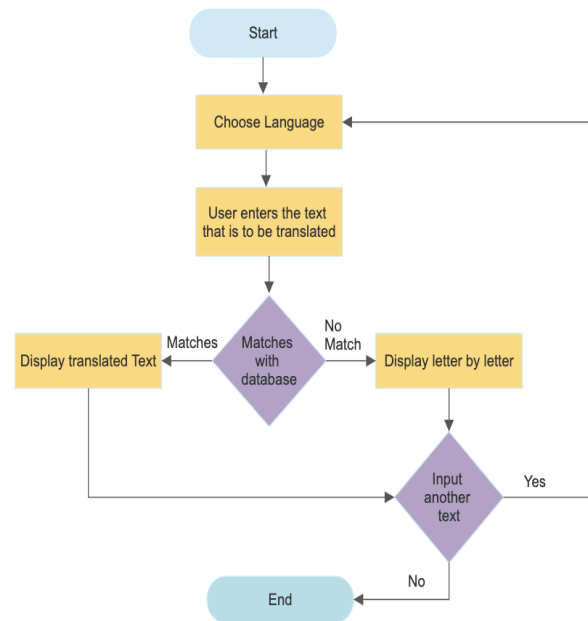 Start
Choose Language
User enters the text
that is to be translated
Matches
No
Match
Matches
with
database
Display translated Text
Display letter by letter
Input
another
text
Yes
No
End